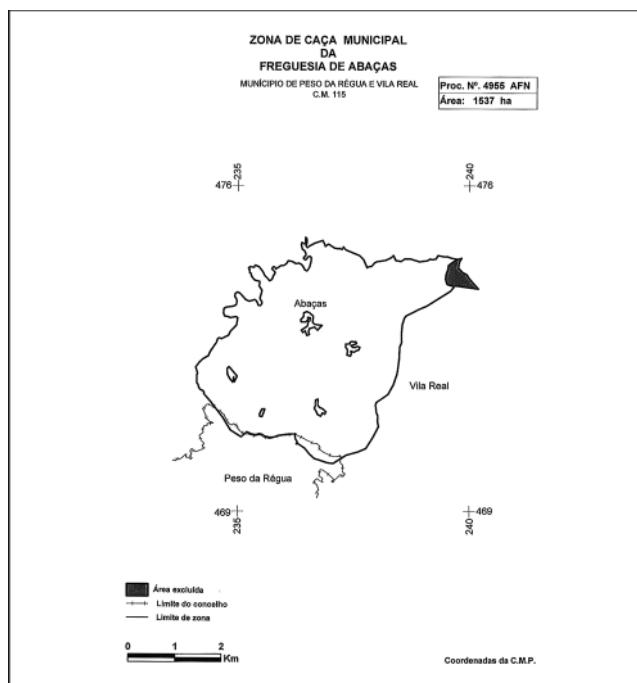 ZONA DE CAÇA MUNICIPAL
DA
FREGUESIA DE ABAÇAS
MUNÍCIPIO DE PESO DA RÉGUA E VILA REAL
C.M. 115
Proc. Nº. 4955 AFN
Área: 1537 ha
235
476
240
476
Abaças
Vila Real
Peso da Régua
469
235
469
240
Área excluída
Limite do concelho
Limite de zona
0 1 2
Km
Coordenadas da C.M.P.